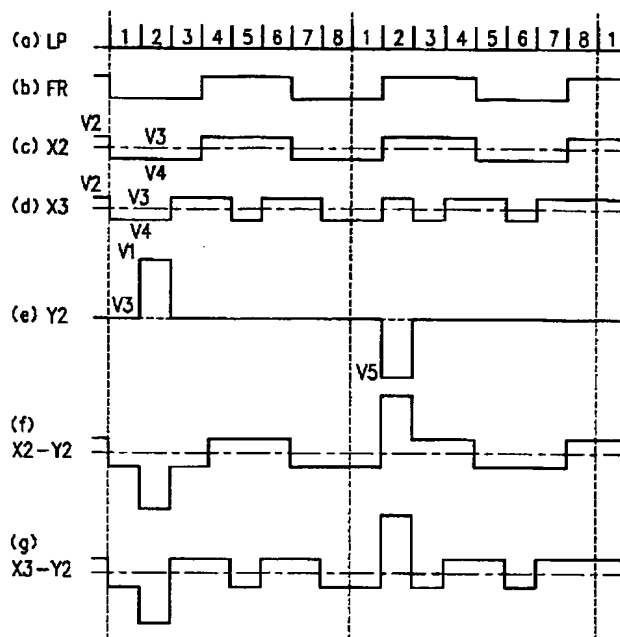 (a) LP 1 2 3 4 5 6 7 8 1 2 3 4 5 6 7 8 1
(b) FR
V2
V3
(c) X2
V4
V2
V3
(d) X3
V4
V1
V3
(e) Y2
V5
(f)
X2-Y2
(g)
X3-Y2